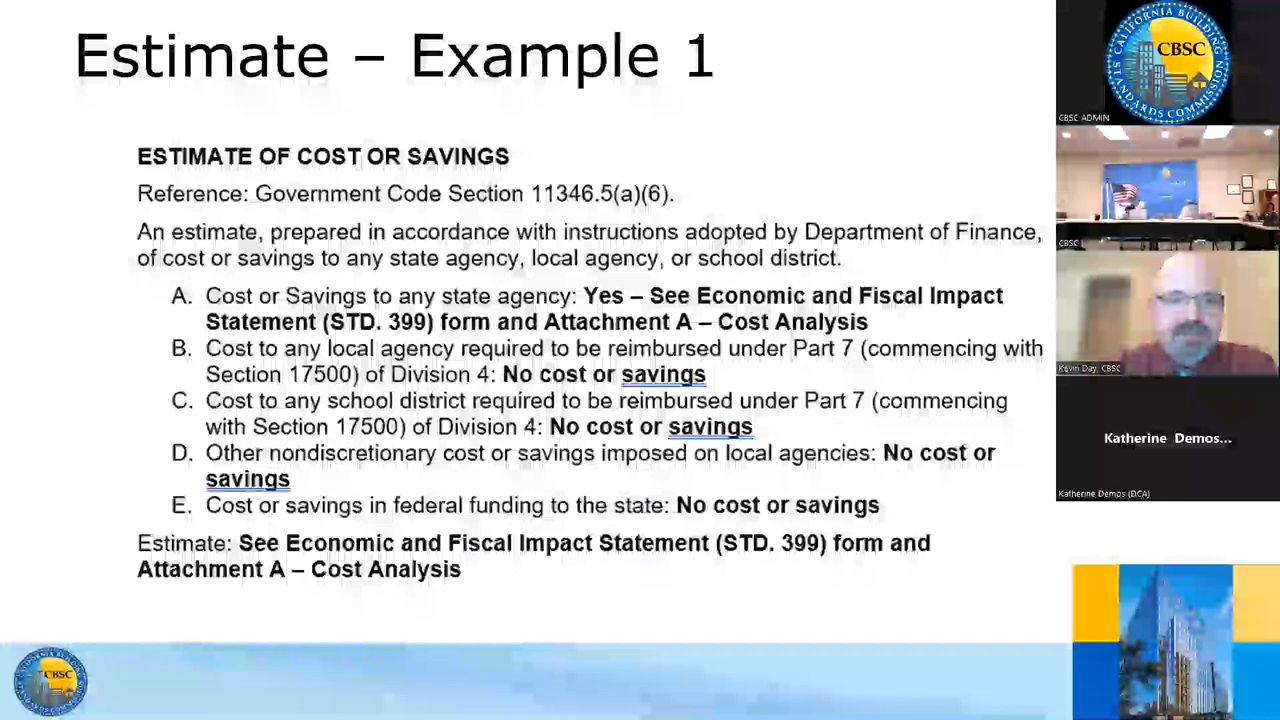 Estimate – Example 1
ESTIMATE OF COST OR SAVINGS
Reference: Government Code Section 11346.5(a)(6).
An estimate, prepared in accordance with instructions adopted by Department of Finance,
of cost or savings to any state agency, local agency, or school district.
A. Cost or Savings to any state agency: Yes – See Economic and Fiscal Impact
Statement (STD. 399) form and Attachment A – Cost Analysis
B. Cost to any local agency required to be reimbursed under Part 7 (commencing with
Section 17500) of Division 4: No cost or savings
C. Cost to any school district required to be reimbursed under Part 7 (commencing
with Section 17500) of Division 4: No cost or savings
D. Other nondiscretionary cost or savings imposed on local agencies: No cost or
savings
E. Cost or savings in federal funding to the state: No cost or savings
Estimate: See Economic and Fiscal Impact Statement (STD. 399) form and
Attachment A – Cost Analysis
CALIFORNIA BUILDING STANDARDS COMMISSION
CBSC
CBSC ADMIN
CBSC
Kevin Day, CBSC
Katherine Demos...
Katherine Demos (DCA)
CBSC